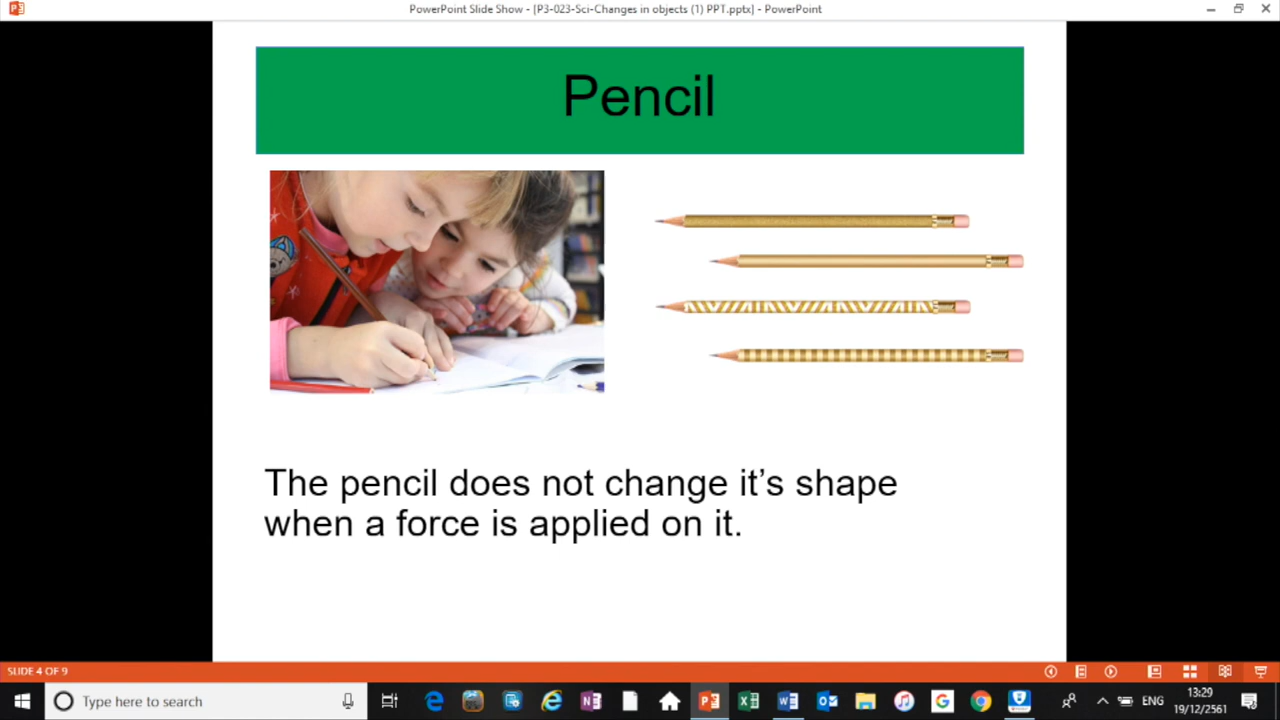 PowerPoint Slide Show - [P3-023-Sci-Changes in objects (1) PPT.pptx] - PowerPoint
Pencil
The pencil does not change it’s shape
when a force is applied on it.
SLIDE 4 OF 9
Type here to search
ENG
13:29
19/12/2561